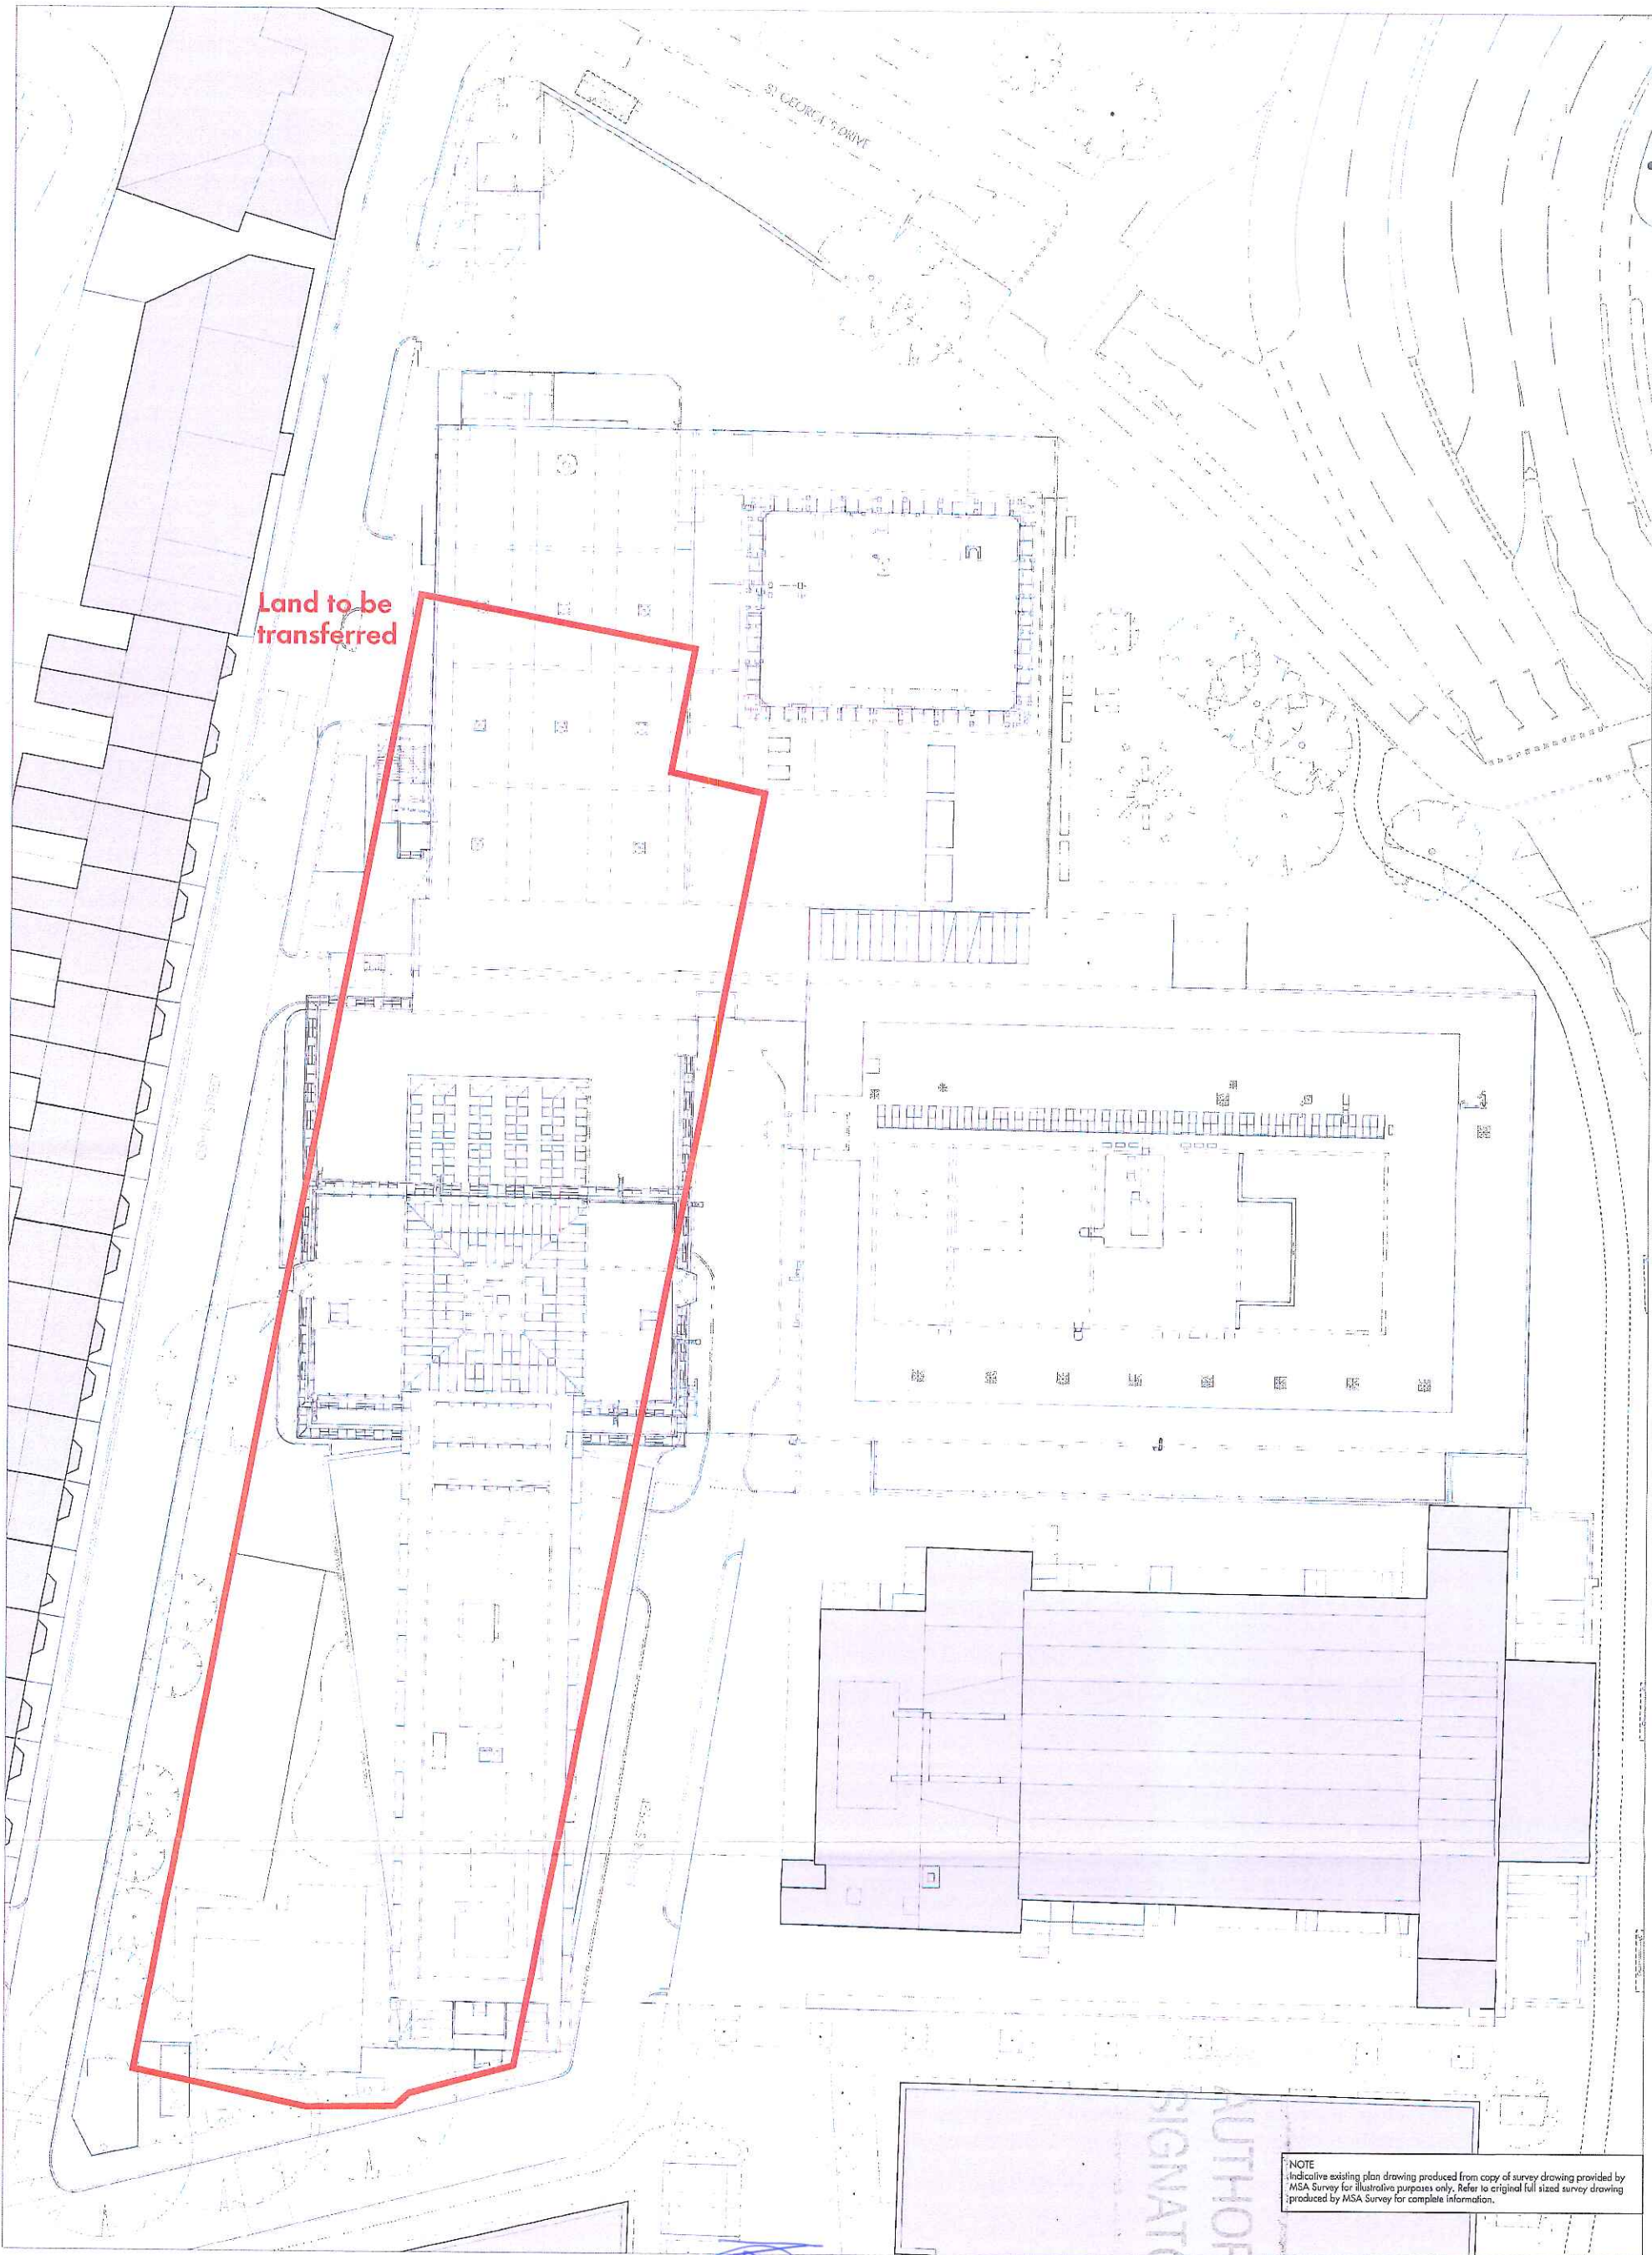 ST GEORGE'S DRIVE
Land to be
transferred
NOTE
Indicative existing plan drawing produced from copy of survey drawing provided by
MSA Survey for illustrative purposes only. Refer to original full sized survey drawing
produced by MSA Survey for complete information.